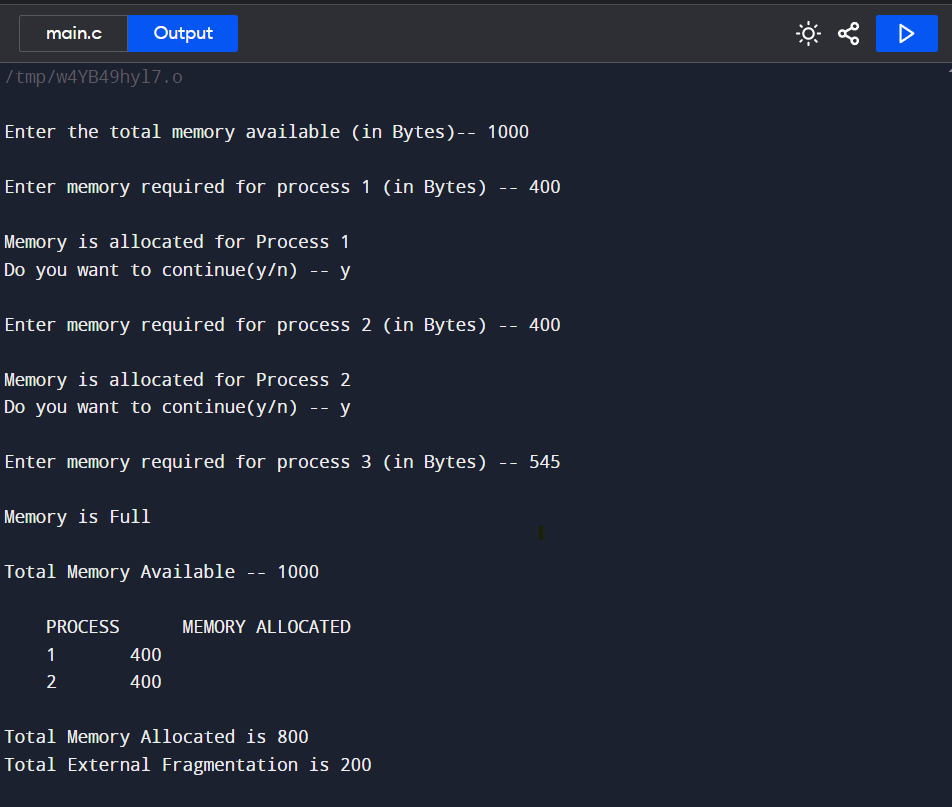 main.c Output
/tmp/w4YB49hyl7.o
Enter the total memory available (in Bytes)-- 1000
Enter memory required for process 1 (in Bytes) -- 400
Memory is allocated for Process 1
Do you want to continue(y/n) -- y
Enter memory required for process 2 (in Bytes) -- 400
Memory is allocated for Process 2
Do you want to continue(y/n) -- y
Enter memory required for process 3 (in Bytes) -- 545
Memory is Full
Total Memory Available -- 1000
PROCESS MEMORY ALLOCATED
1 400
2 400
Total Memory Allocated is 800
Total External Fragmentation is 200